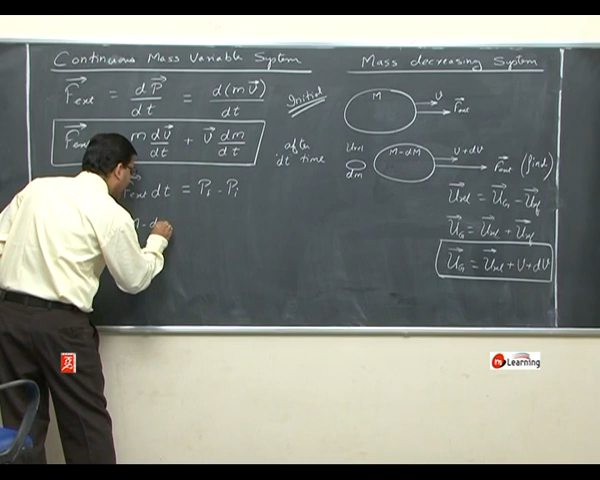 Continuous Mass Variable System
F⃗ext = dP⃗/dt = d(mv⃗)/dt
F⃗ext = m dv⃗/dt + v⃗ dm/dt
F⃗ext dt = Pf - Pi
M - d
Mass decreasing System
Initial
M
v
F⃗ext
after
'dt' time
Urel
dm
M-dM
v+dv
F⃗ext (find)
U⃗rel = U⃗G - U⃗sf
U⃗G = U⃗rel + U⃗sf
U⃗G = U⃗rel + V + dV
Learning